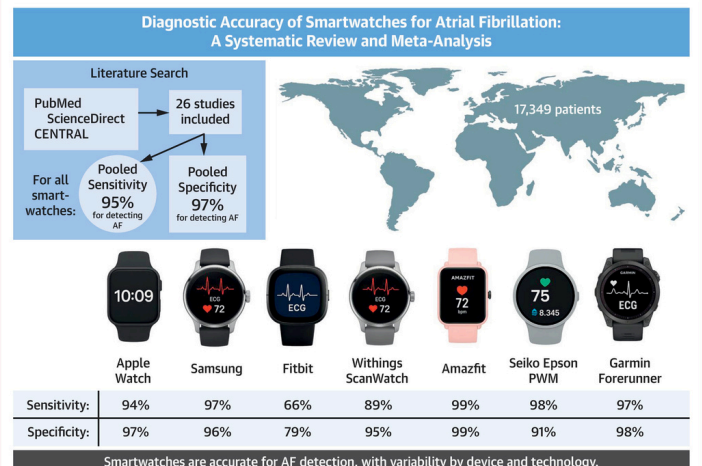 Diagnostic Accuracy of Smartwatches for Atrial Fibrillation:
A Systematic Review and Meta-Analysis
Literature Search
PubMed
ScienceDirect
CENTRAL
26 studies
included
17,349 patients
For all
smart-
watches:
Pooled
Sensitivity
95%
for detecting
AF
Pooled
Specificity
97%
for detecting AF
10:09
ECG
72
ECG
ECG
72
AMAZFIT
72
bpm
75
8.345
GARMIN
ECG
Apple
Watch
Samsung
Fitbit
Withings
ScanWatch
Amazfit
Seiko Epson
PWM
Garmin
Forerunner
Sensitivity: 94% 97% 66% 89% 99% 98% 97%
Specificity: 97% 96% 79% 95% 99% 91% 98%
Smartwatches are accurate for AF detection, with variability by device and technology.